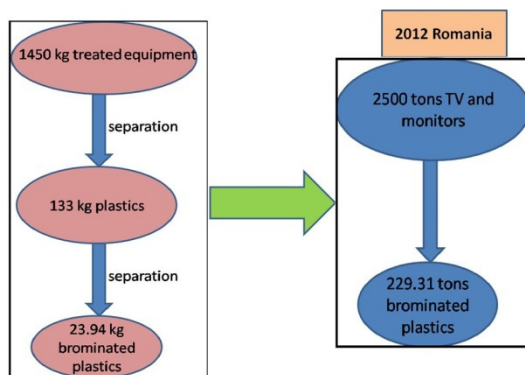 1450 kg treated equipment
separation
133 kg plastics
separation
23.94 kg
brominated plastics
2012 Romania
2500 tons TV and
monitors
229.31 tons
brominated
plastics